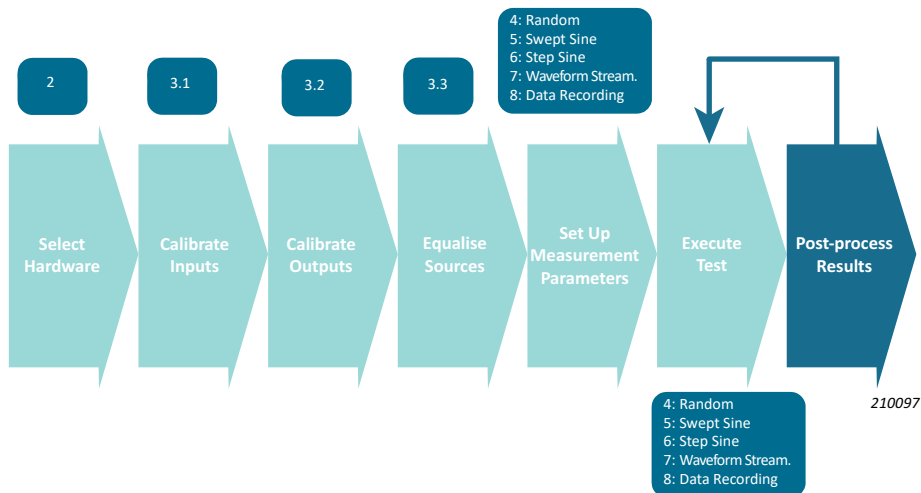 4: Random
5: Swept Sine
6: Step Sine
7: Waveform Stream.
8: Data Recording
2
3.1
3.2
3.3
Select
Hardware
Calibrate
Inputs
Calibrate
Outputs
Equalise
Sources
Set Up
Measurement
Parameters
Execute
Test
Post-process
Results
210097
4: Random
5: Swept Sine
6: Step Sine
7: Waveform Stream.
8: Data Recording